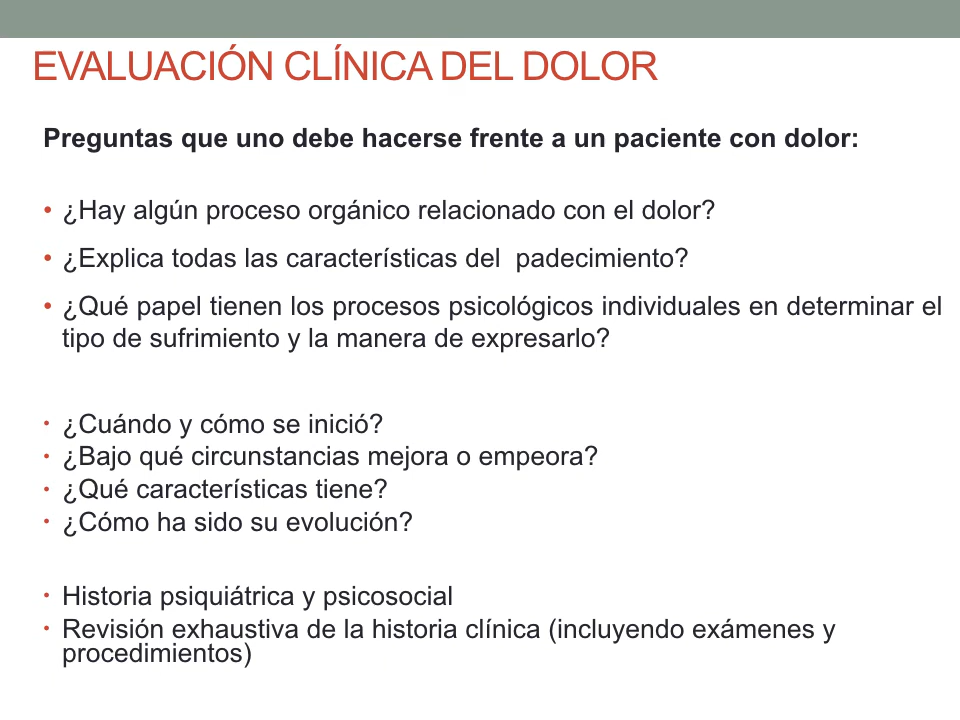 EVALUACIÓN CLÍNICA DEL DOLOR
Preguntas que uno debe hacerse frente a un paciente con dolor:
• ¿Hay algún proceso orgánico relacionado con el dolor?
• ¿Explica todas las características del  padecimiento?
• ¿Qué papel tienen los procesos psicológicos individuales en determinar el
tipo de sufrimiento y la manera de expresarlo?
• ¿Cuándo y cómo se inició?
• ¿Bajo qué circunstancias mejora o empeora?
• ¿Qué características tiene?
• ¿Cómo ha sido su evolución?
• Historia psiquiátrica y psicosocial
• Revisión exhaustiva de la historia clínica (incluyendo exámenes y
procedimientos)